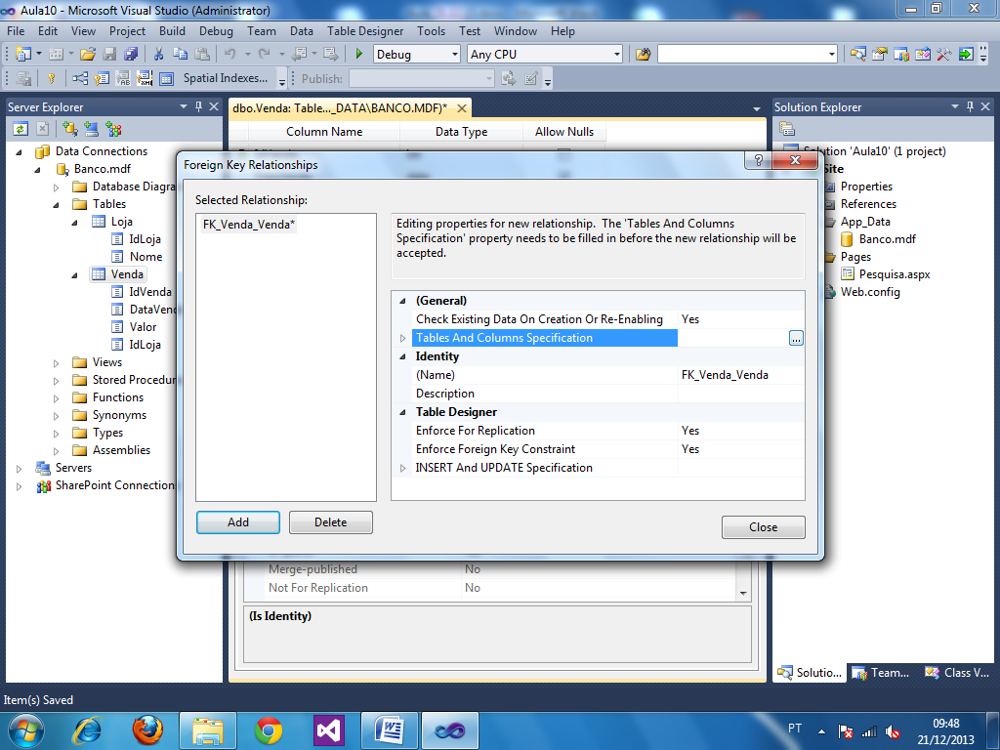 Aula10 - Microsoft Visual Studio (Administrator)
File Edit View Project Build Debug Team Data Table Designer Tools Test Window Help
Debug Any CPU
Spatial Indexes... Publish:
Server Explorer
Data Connections
Banco.mdf
Database Diagra
Tables
Loja
IdLoja
Nome
Venda
IdVenda
DataVend
Valor
IdLoja
Views
Stored Procedur
Functions
Synonyms
Types
Assemblies
Servers
SharePoint Connection
dbo.Venda: Table..._DATA\BANCO.MDF)*
Column Name Data Type Allow Nulls
Foreign Key Relationships
Selected Relationship:
FK_Venda_Venda*
Editing properties for new relationship. The 'Tables And Columns
Specification' property needs to be filled in before the new relationship will be
accepted.
(General)
Check Existing Data On Creation Or Re-Enabling Yes
Tables And Columns Specification ...
Identity
(Name) FK_Venda_Venda
Description
Table Designer
Enforce For Replication Yes
Enforce Foreign Key Constraint Yes
INSERT And UPDATE Specification
Add Delete
Close
Merge-published No
Not For Replication No
(Is Identity)
Solution Explorer
Solution 'Aula10' (1 project)
Site
Properties
References
App_Data
Banco.mdf
Pages
Pesquisa.aspx
Web.config
Solutio... Team... Class V...
Item(s) Saved
PT
09:48
21/12/2013